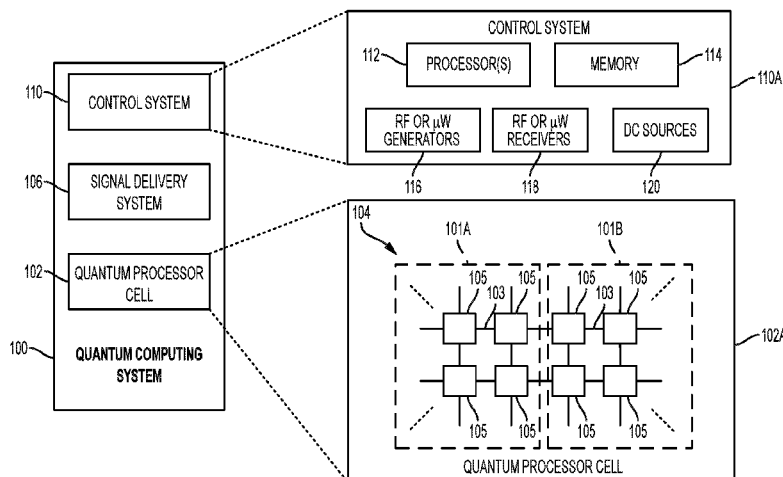 CONTROL SYSTEM
112
PROCESSOR(S)
MEMORY
114
110A
RF OR µW
GENERATORS
RF OR µW
RECEIVERS
DC SOURCES
116
118
120
110
CONTROL SYSTEM
106
SIGNAL DELIVERY
SYSTEM
102
QUANTUM PROCESSOR
CELL
100
QUANTUM COMPUTING
SYSTEM
104
101A
101B
105
105
105
105
103
103
102A
105
105
105
105
QUANTUM PROCESSOR CELL